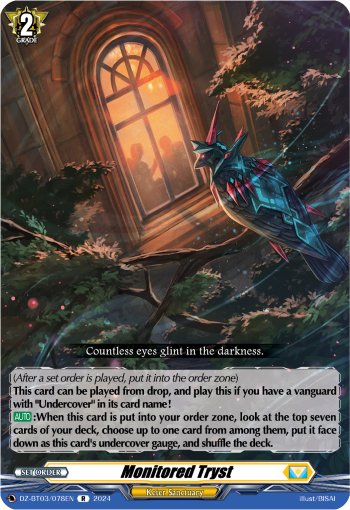 2
GRADE
Countless eyes glint in the darkness.
(After a set order is played, put it into the order zone)
This card can be played from drop, and play this if you have a vanguard
with "Undercover" in its card name!
AUTO:When this card is put into your order zone, look at the top seven
cards of your deck, choose up to one card from among them, put it face
down as this card's undercover gauge, and shuffle the deck.
SET ORDER
Monitored Tryst
Keter Sanctuary
DZ-BT03/078EN R 2024
illust/BISAI